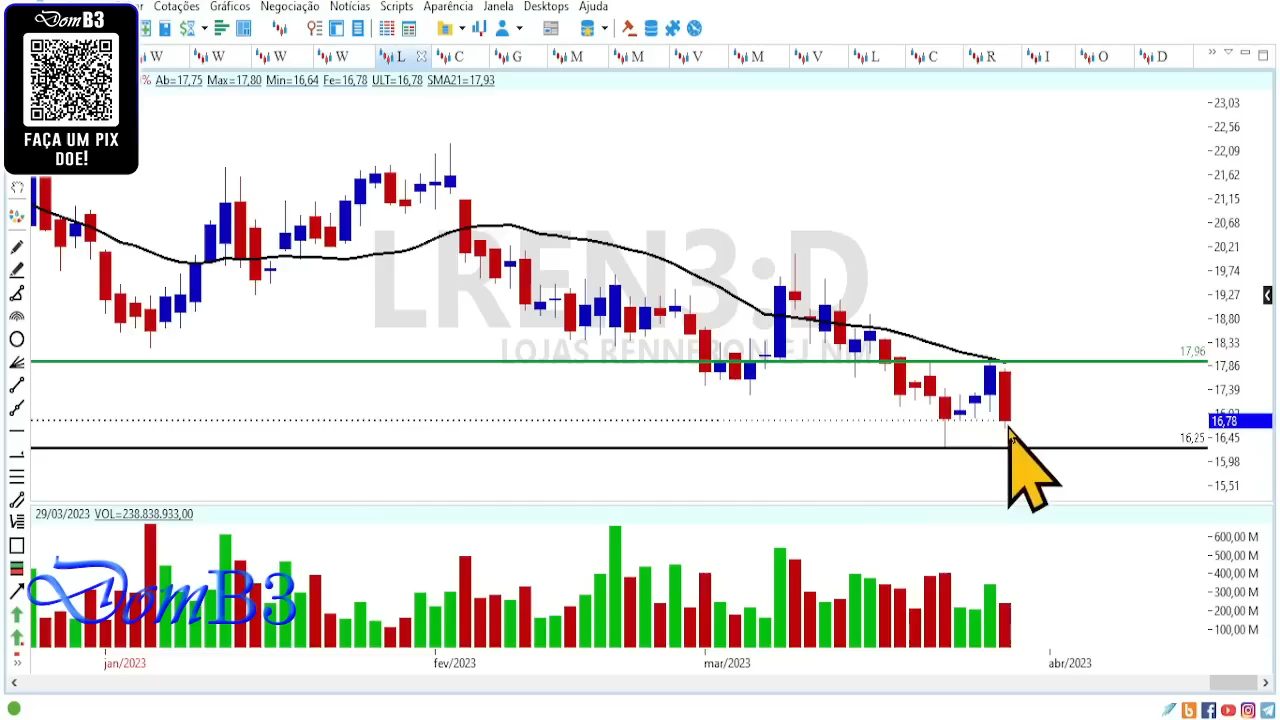 DomB3
FAÇA UM PIX
DOE!
Cotações Gráficos Negociação Notícias Scripts Aparência Janela Desktops Ajuda
W W W W L C G M M V M V L C R I O D
% Ab=17,75 Max=17,80 Min=16,64 Fe=16,78 ULT=16,78 SMA21=17,93
23,03
22,56
22,09
21,62
21,15
20,68
20,21
19,74
19,27
18,80
18,33
17,96
17,86
17,39
16,78
16,25
16,45
15,98
15,51
LREN3:D
LOJAS RENNERON EJ NM
29/03/2023 VOL=238.838.933,00
600,00 M
500,00 M
400,00 M
300,00 M
200,00 M
100,00 M
DomB3
jan/2023 fev/2023 mar/2023 abr/2023